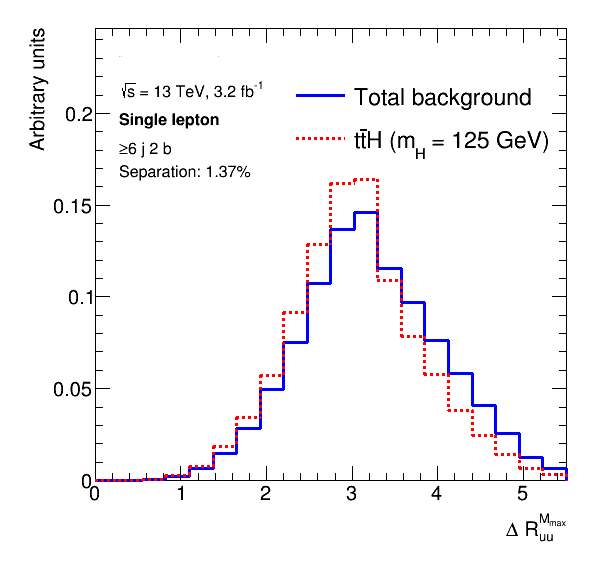 Arbitrary units
√s = 13 TeV, 3.2 fb⁻¹
Single lepton
≥6 j 2 b
Separation: 1.37%
Total background
tt̄H (m_H = 125 GeV)
0.2
0.15
0.1
0.05
0
0 1 2 3 4 5
Δ R_uu^M_max